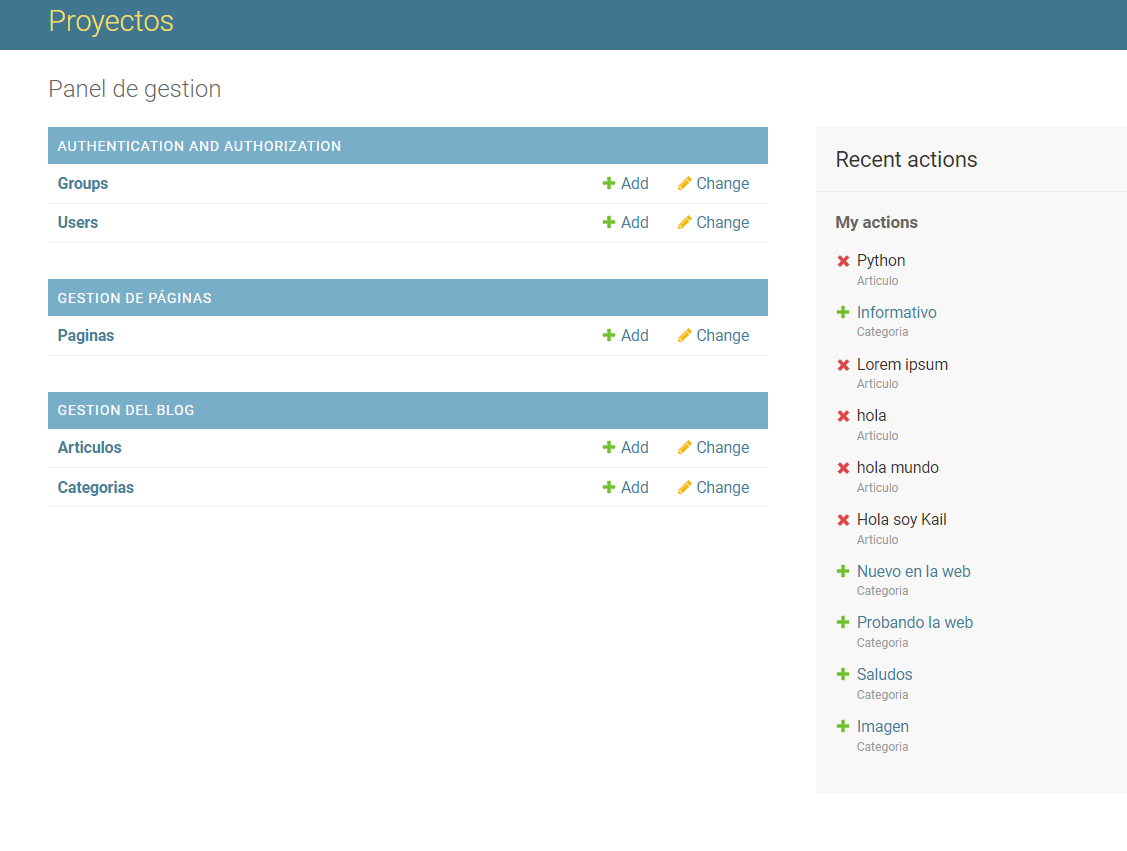 Proyectos
Panel de gestion
AUTHENTICATION AND AUTHORIZATION
Groups Add Change
Users Add Change
GESTION DE PÁGINAS
Paginas Add Change
GESTION DEL BLOG
Articulos Add Change
Categorias Add Change
Recent actions
My actions
Python
Articulo
Informativo
Categoria
Lorem ipsum
Articulo
hola
Articulo
hola mundo
Articulo
Hola soy Kail
Articulo
Nuevo en la web
Categoria
Probando la web
Categoria
Saludos
Categoria
Imagen
Categoria